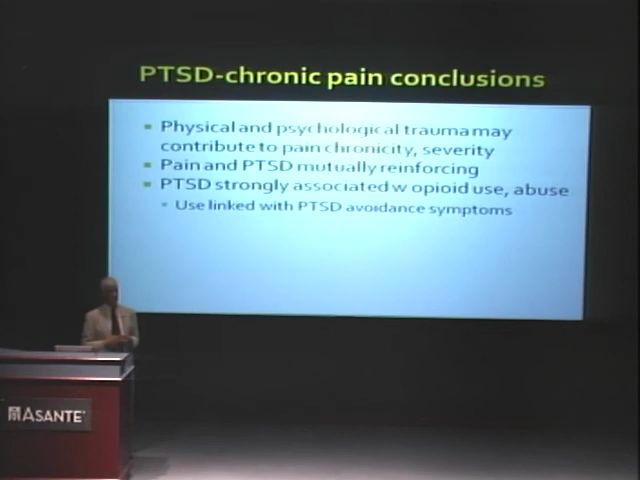 PTSD-chronic pain conclusions
Physical and psychological trauma may
contribute to pain chronicity, severity
Pain and PTSD mutually reinforcing
PTSD strongly associated w opioid use, abuse
Use linked with PTSD avoidance symptoms
ASANTE